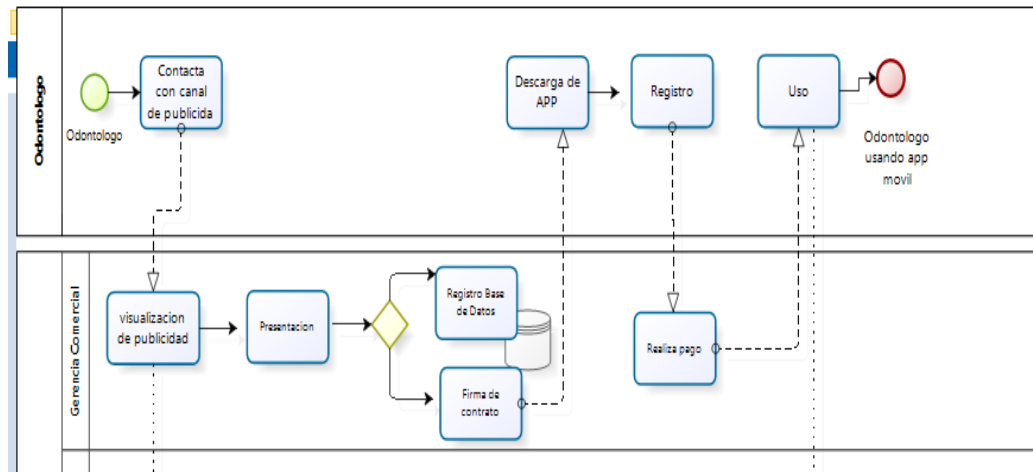 Odontologo
Odontologo
Contacta
con canal
de publicida
Descarga de
APP
Registro
Uso
Odontologo
usando app
movil
Gerencia Comercial
visualizacion
de publicidad
Presentacion
Registro Base
de Datos
Firma de
contrato
Realiza pago